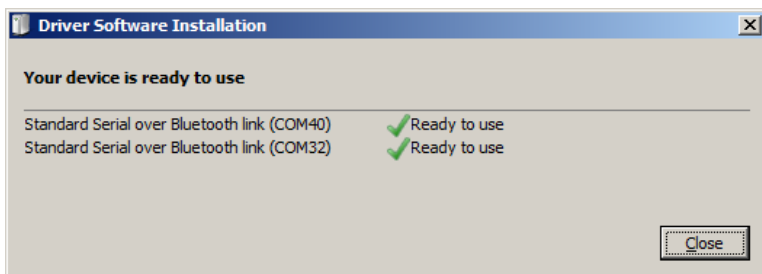 Driver Software Installation
Your device is ready to use
Standard Serial over Bluetooth link (COM40) Ready to use
Standard Serial over Bluetooth link (COM32) Ready to use
Close